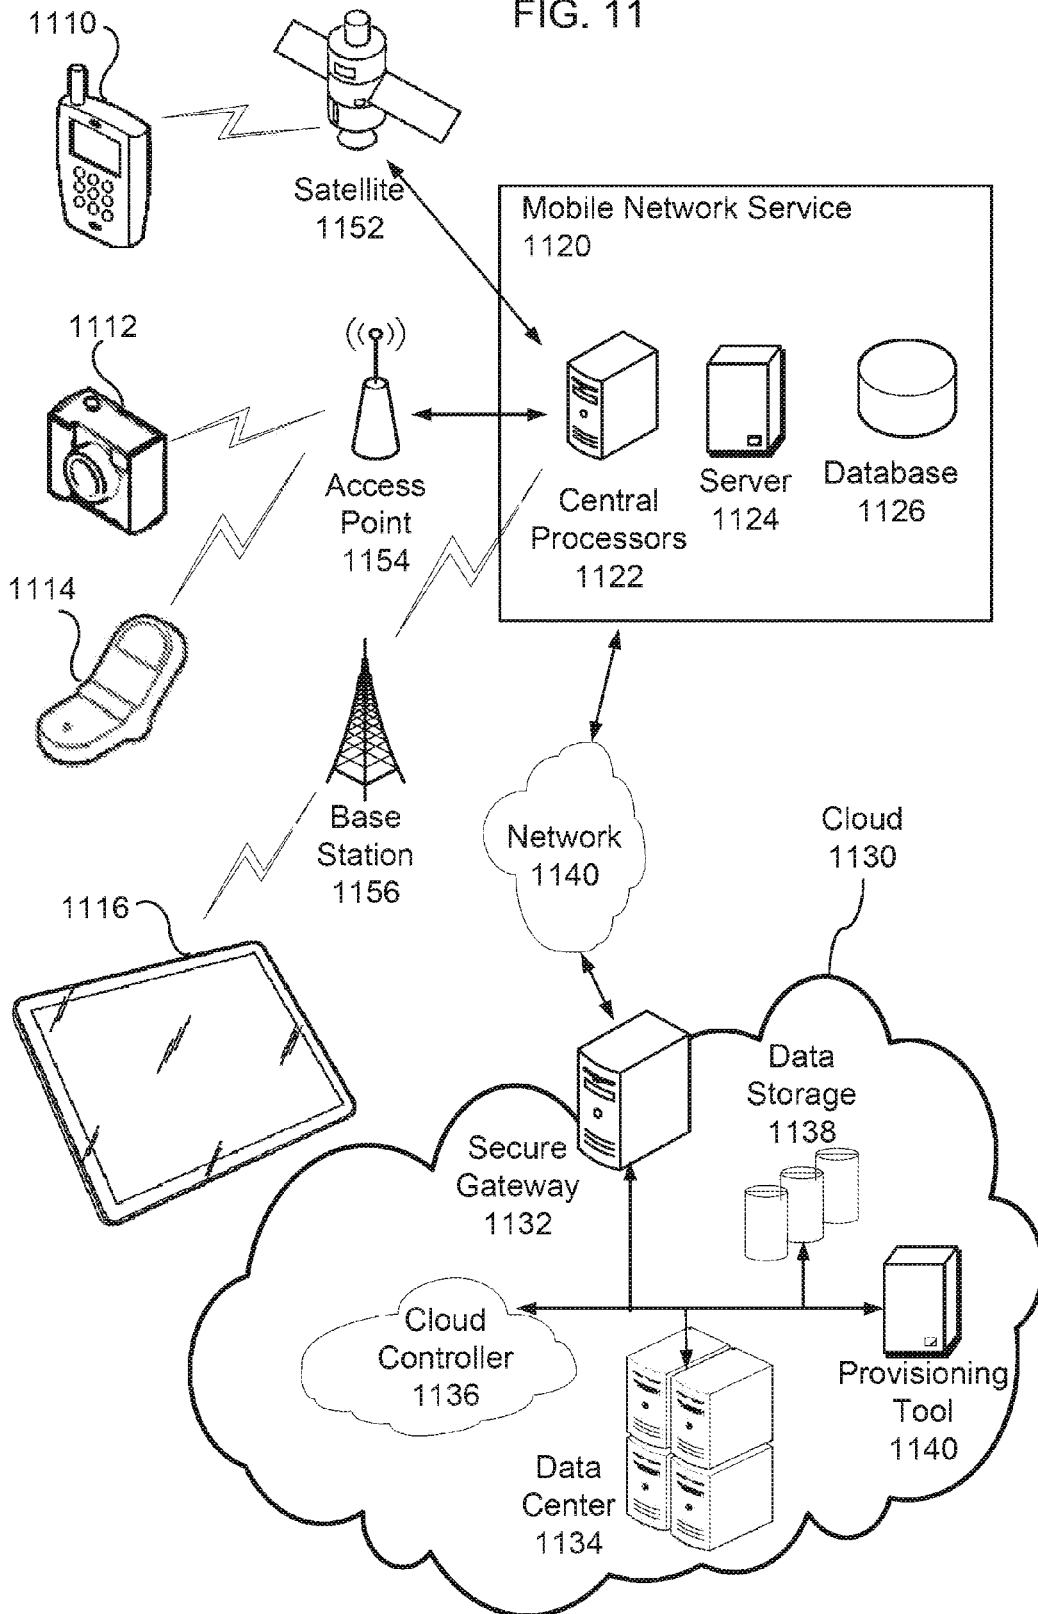 FIG. 11
1110
Satellite
1152
Mobile Network Service
1120
1112
Access
Point
1154
Central
Processors
1122
Server
1124
Database
1126
1114
Base
Station
1156
Network
1140
Cloud
1130
1116
Secure
Gateway
1132
Data
Storage
1138
Cloud
Controller
1136
Provisioning
Tool
1140
Data
Center
1134